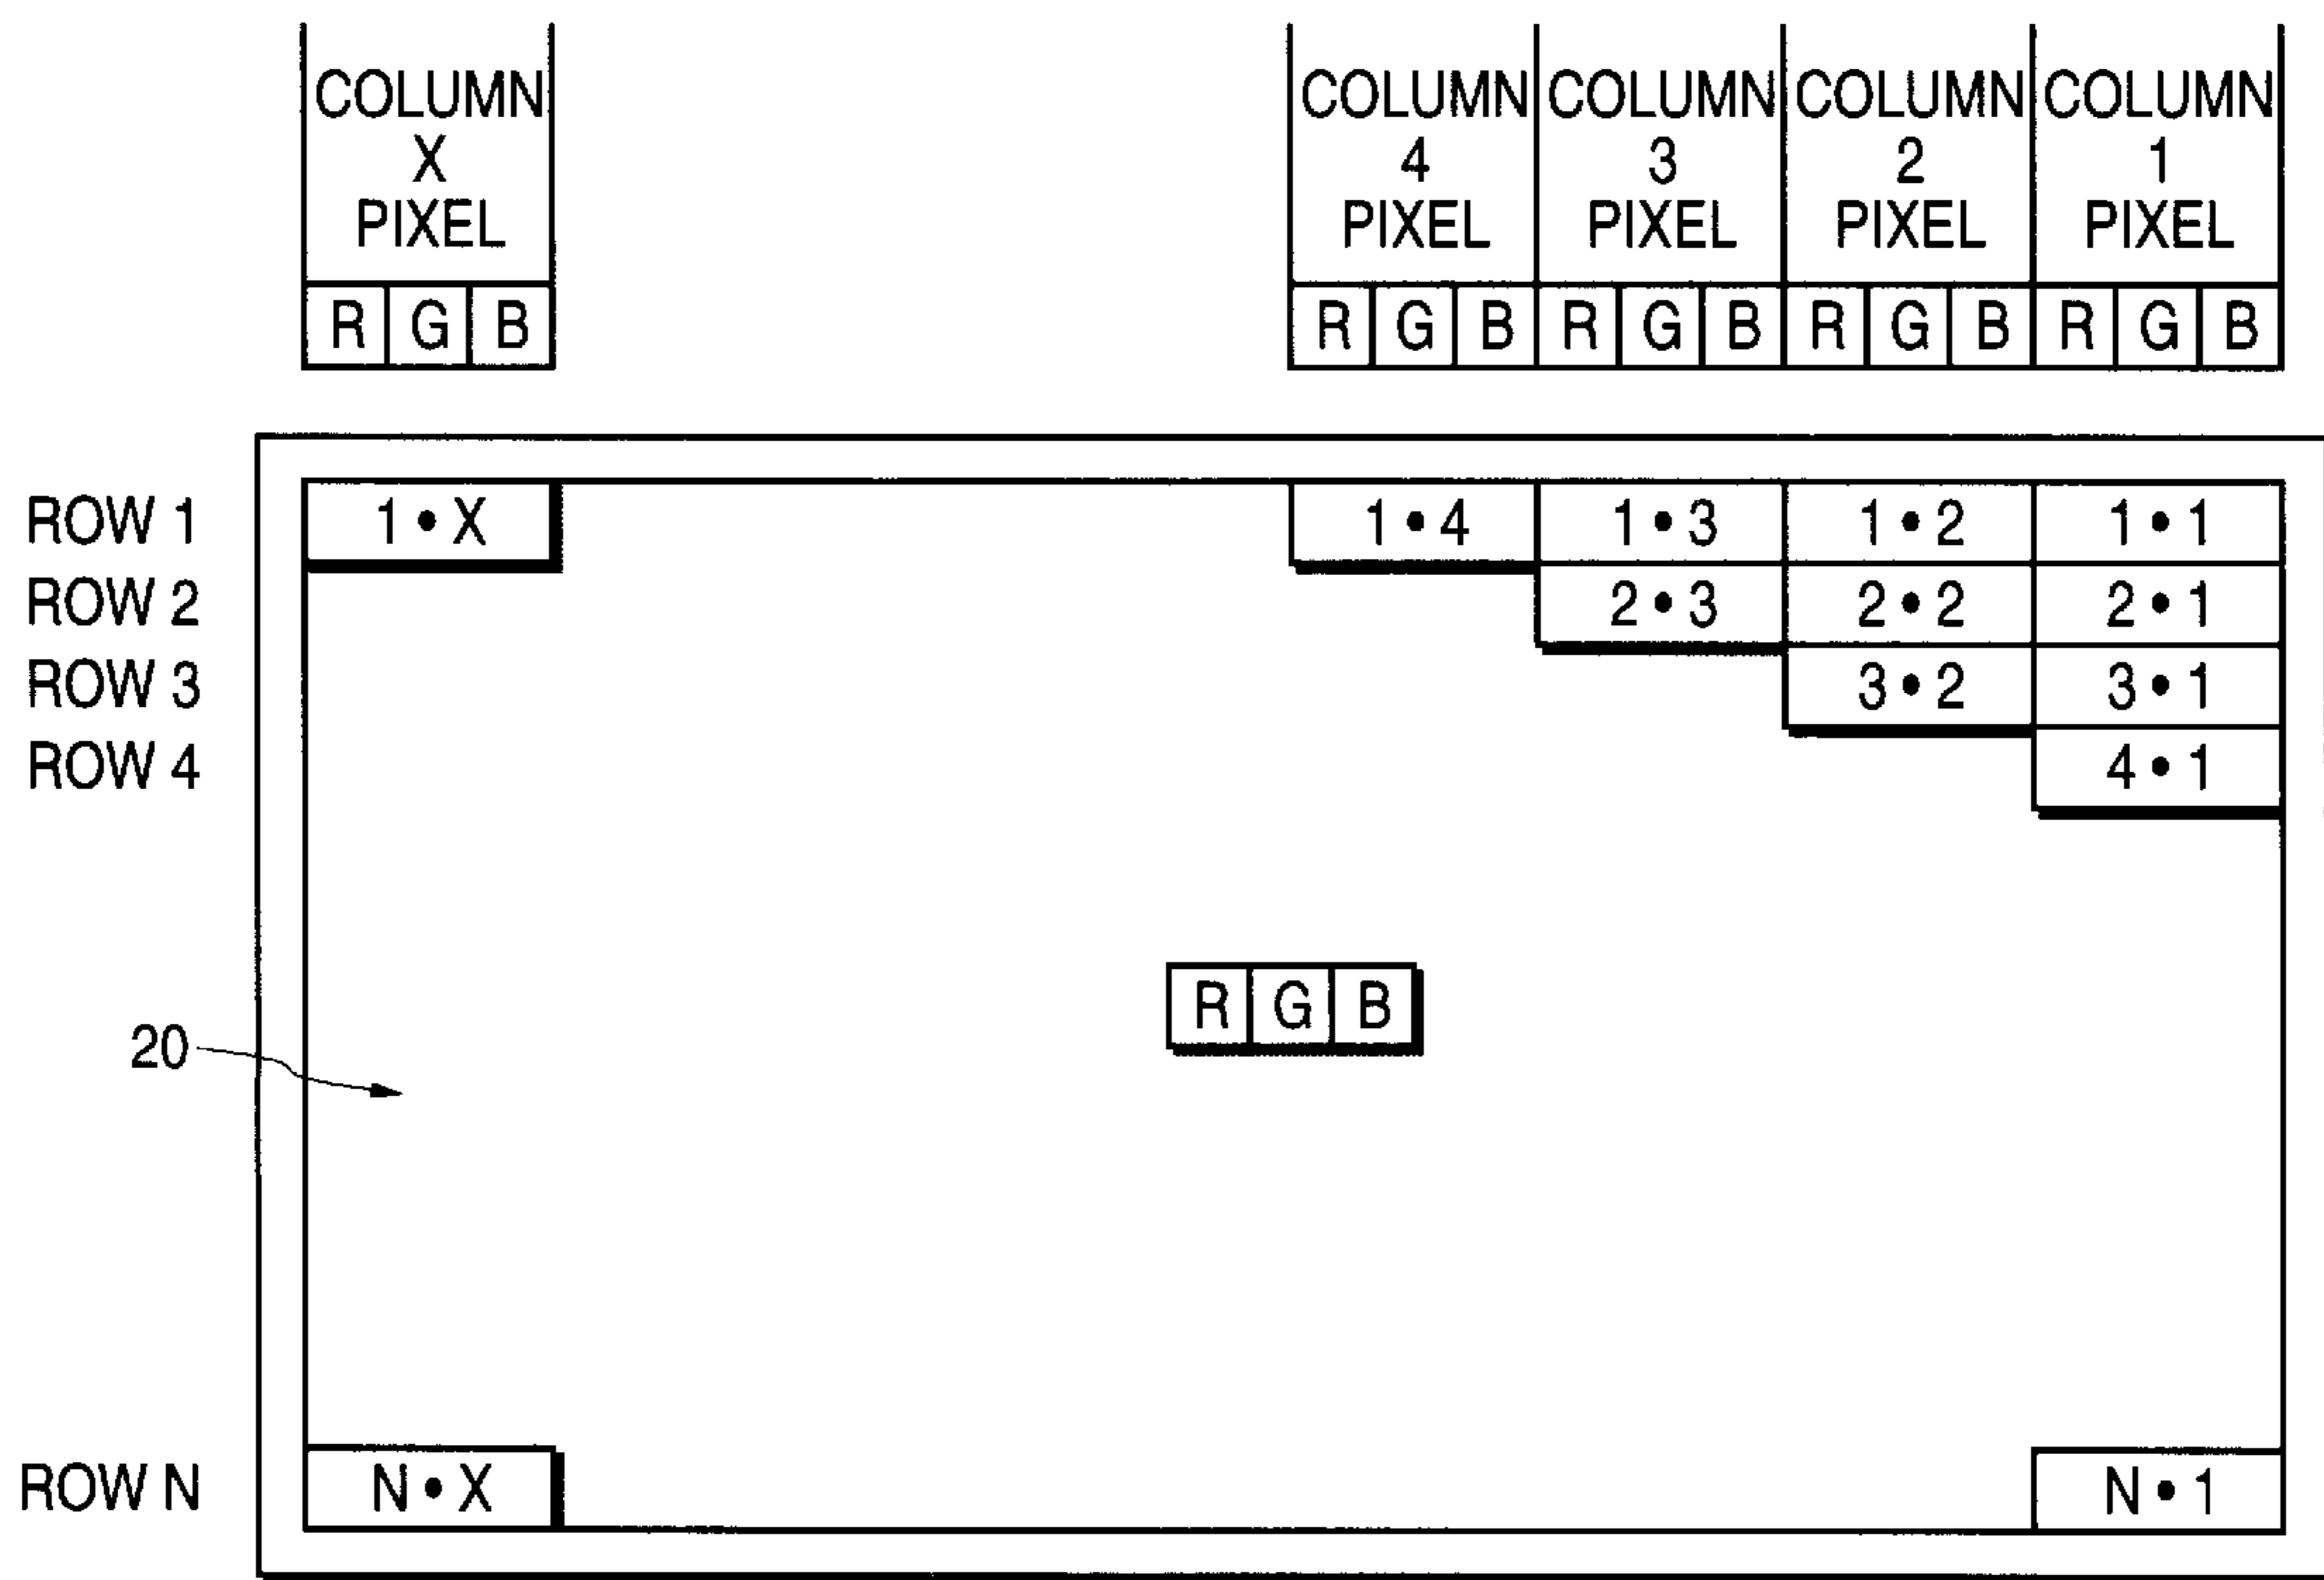 COLUMN COLUMN COLUMN COLUMN COLUMN
X 4 3 2 1
PIXEL PIXEL PIXEL PIXEL PIXEL
R G B R G B R G B R G B R G B
ROW 1 1•X 1•4 1•3 1•2 1•1
ROW 2 2•3 2•2 2•1
ROW 3 3•2 3•1
ROW 4 4•1
R G B
20
ROW N N•X N•1